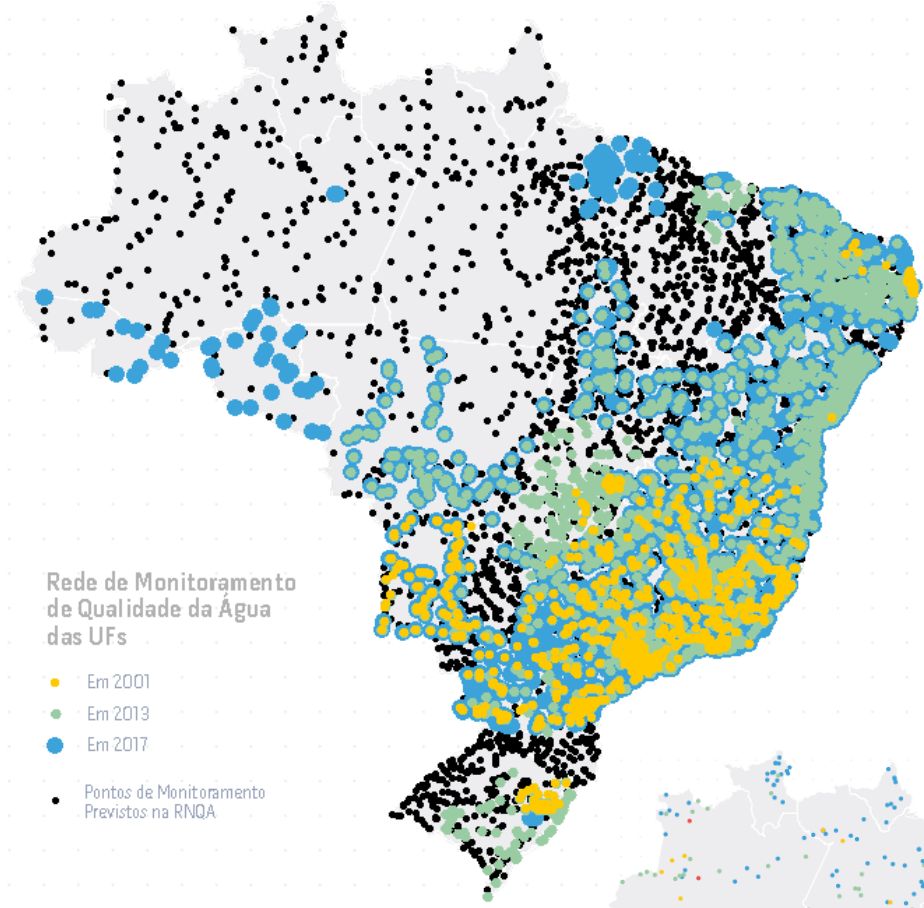 Rede de Monitoramento
de Qualidade da Água
das UFs
Em 2001
Em 2013
Em 2017
Pontos de Monitoramento
Previstos na RNQA